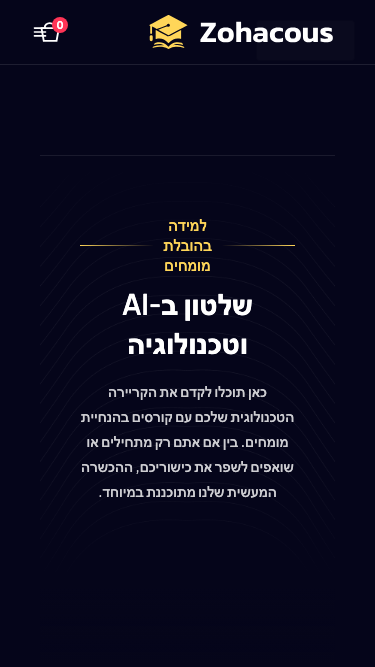 Zohacous
0
למידה
בהובלת
מומחים
שלטון ב-AI
וטכנולוגיה
כאן תוכלו לקדם את הקריירה
הטכנולוגית שלכם עם קורסים בהנחיית
מומחים. בין אם אתם רק מתחילים או
שואפים לשפר את כישוריכם, ההכשרה
המעשית שלנו מתוכננת במיוחד.